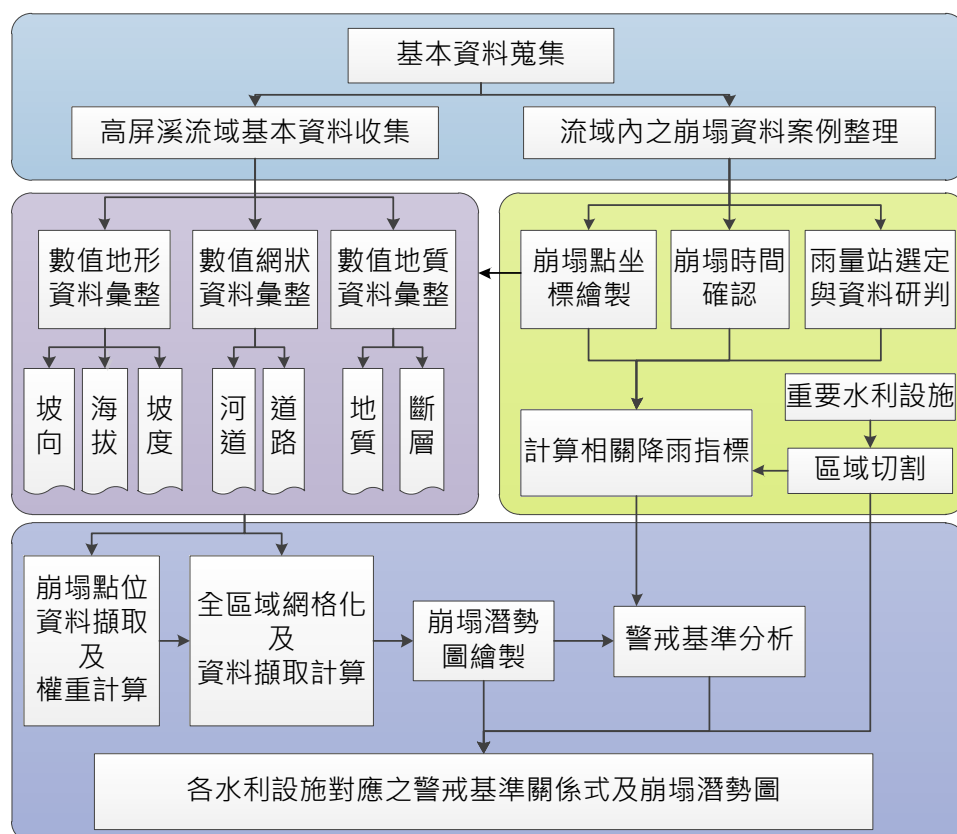 基本資料蒐集
高屏溪流域基本資料收集
流域內之崩塌資料案例整理
數值地形
資料彙整
數值網狀
資料彙整
數值地質
資料彙整
崩塌點坐
標繪製
崩塌時間
確認
雨量站選定
與資料研判
坡向
海拔
坡度
河道
道路
地質
斷層
重要水利設施
計算相關降雨指標
區域切割
崩塌點位
資料擷取
及
權重計算
全區域網格化
及
資料擷取計算
崩塌潛勢
圖繪製
警戒基準分析
各水利設施對應之警戒基準關係式及崩塌潛勢圖